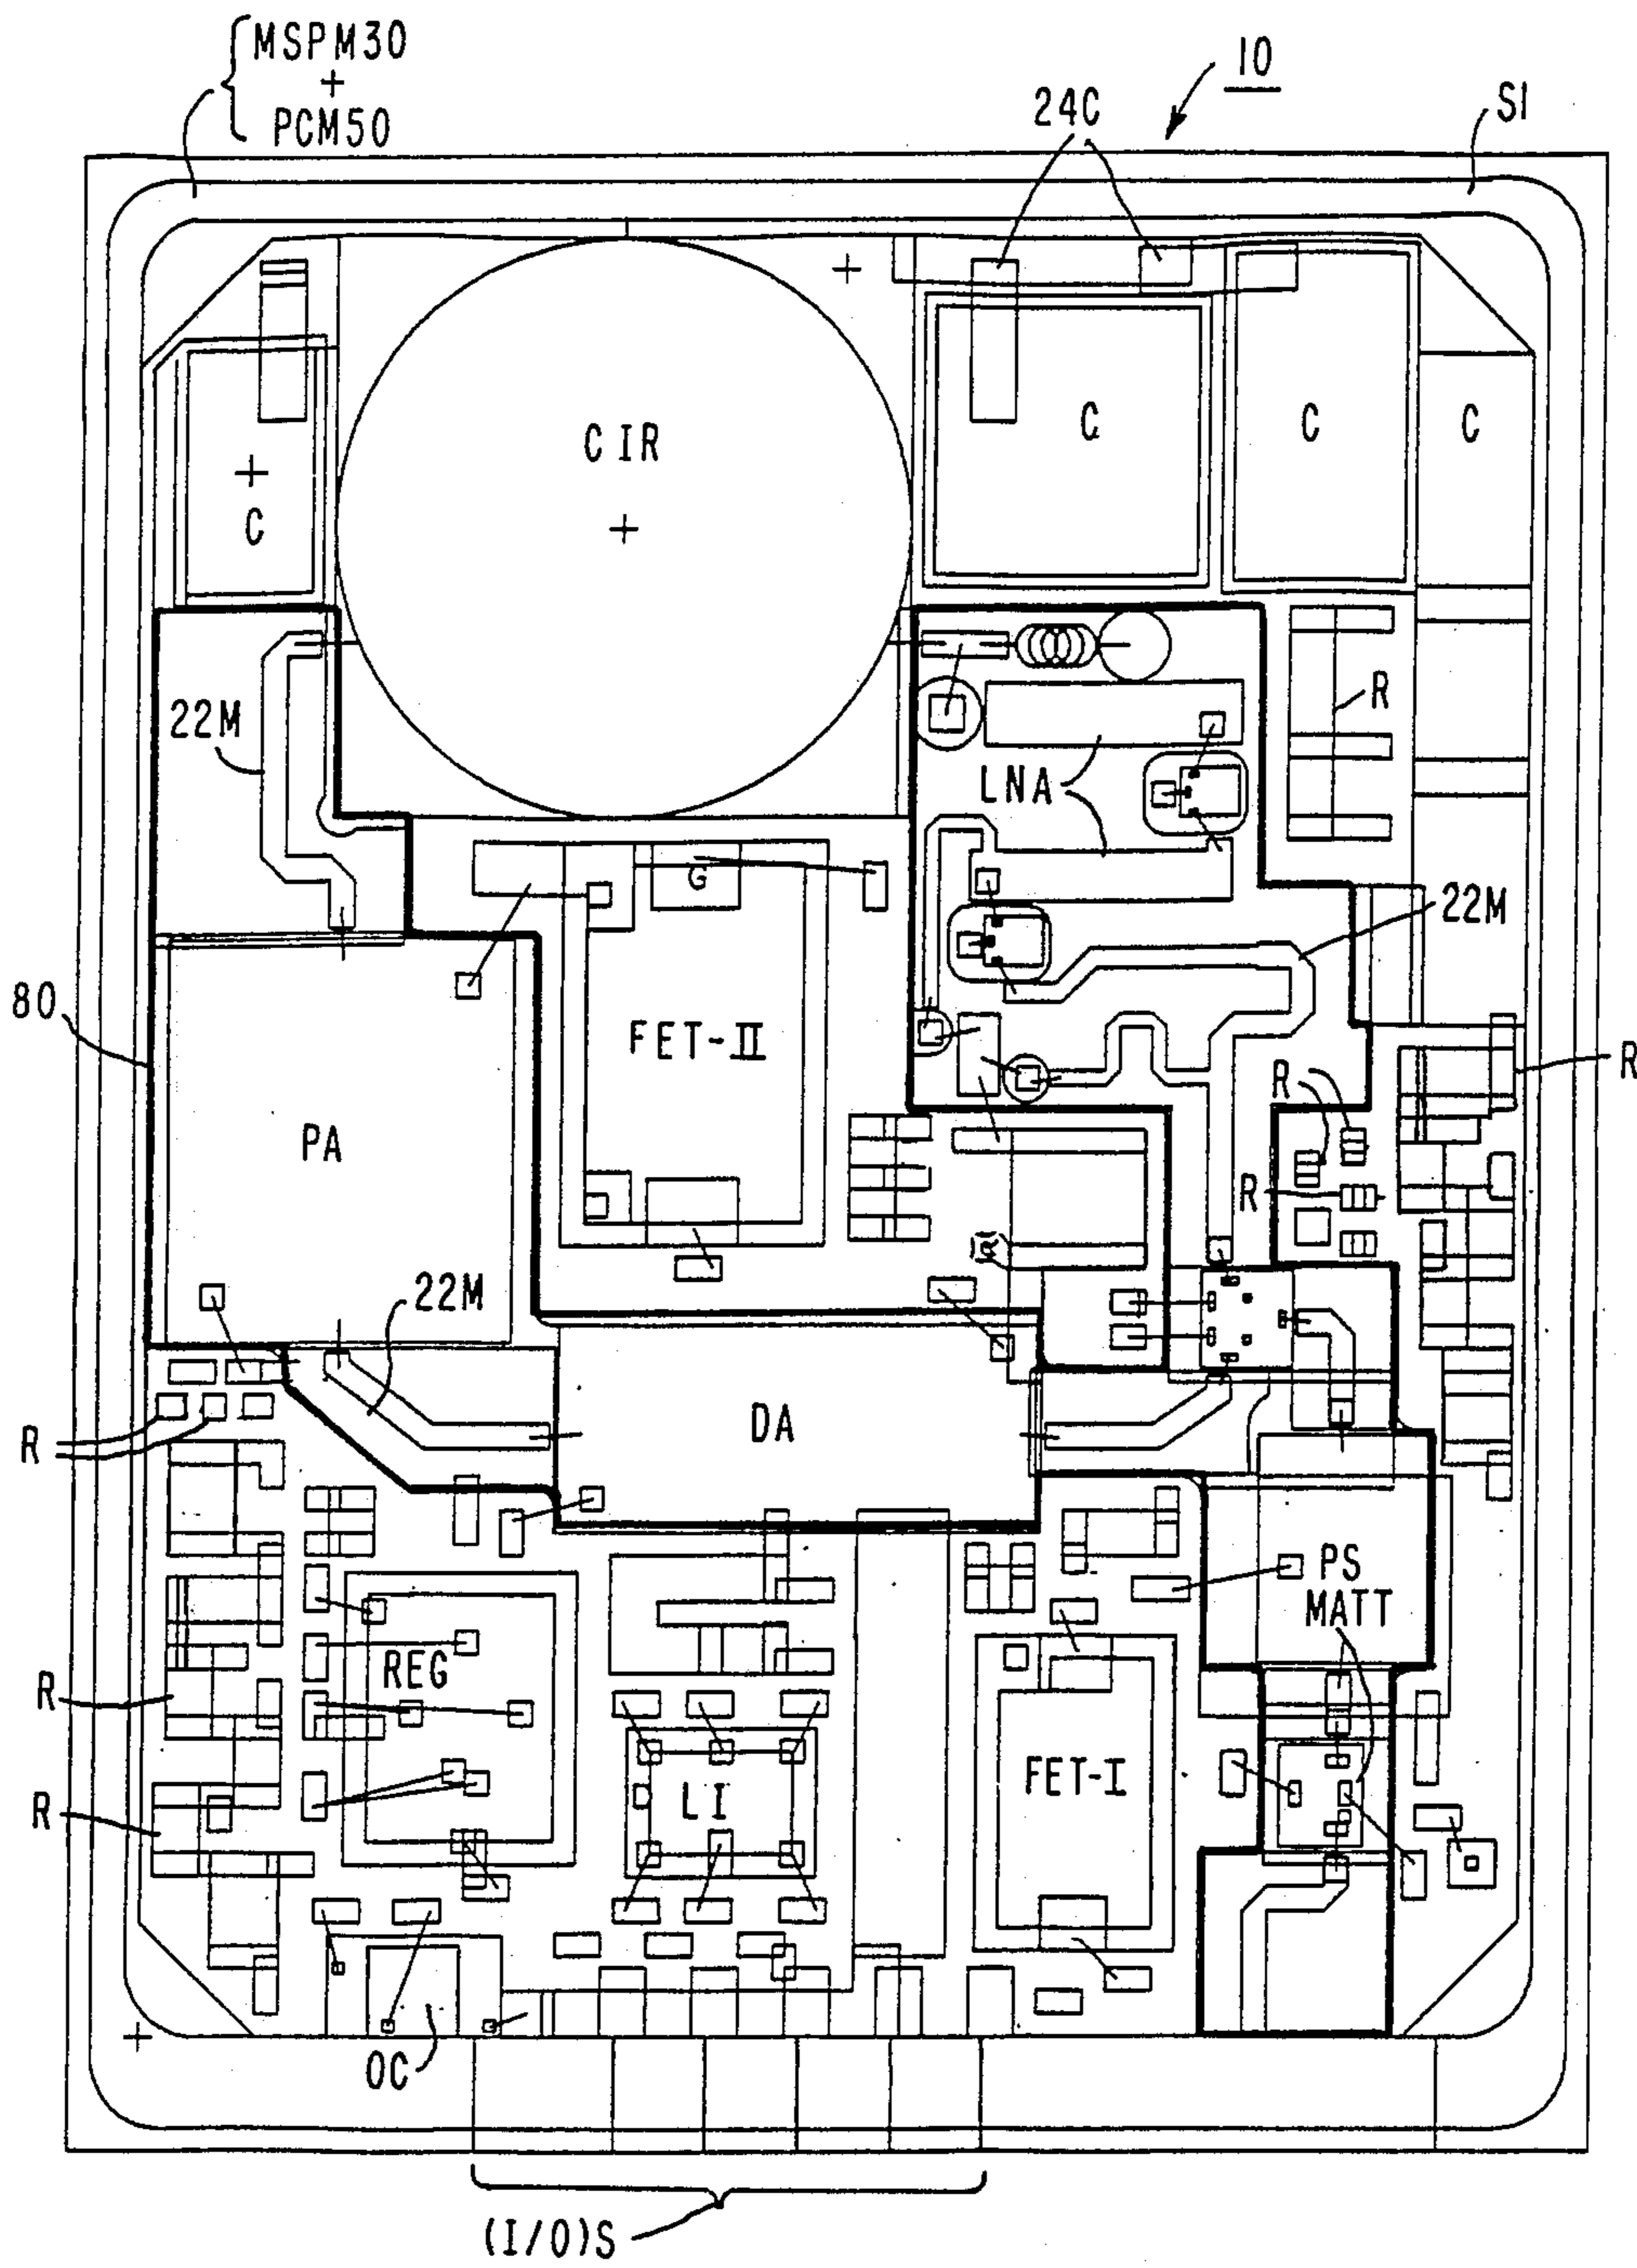 MSPM30
+
PCM50
10
24C
S1
CIR
C
C
C
C
22M
R
LNA
G
22M
80
FET-II
R
PA
R
R
22M
DA
R
PS
MATT
REG
R
LI
FET-I
R
OC
(I/O)S